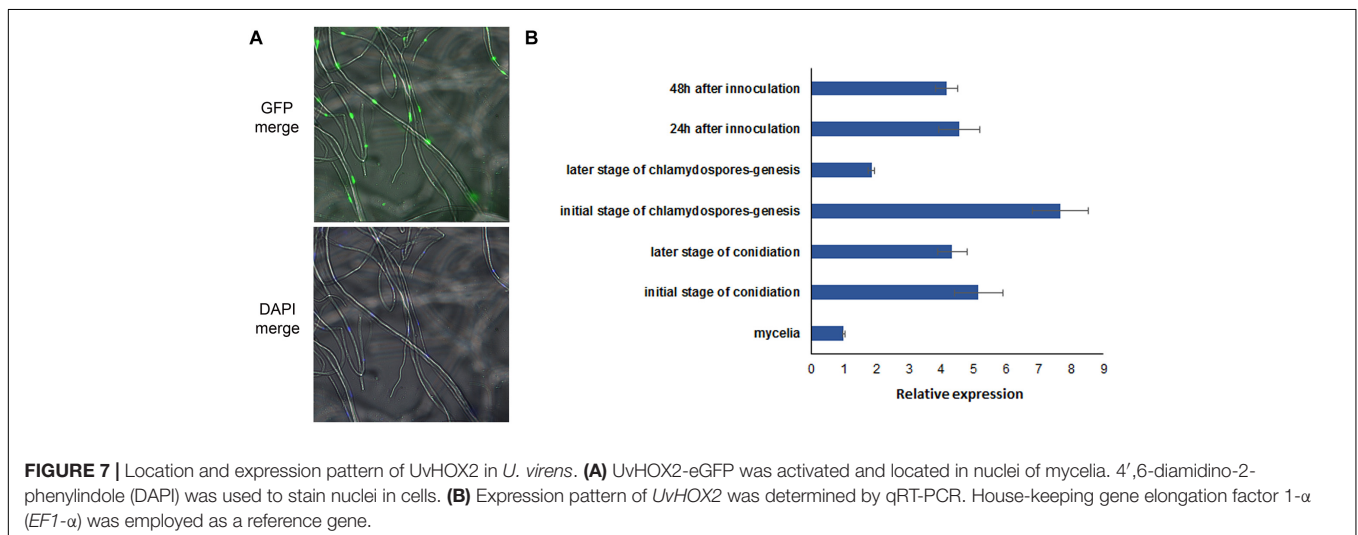 A
B
GFP
merge
DAPI
merge
48h after innoculation
24h after innoculation
later stage of chlamydospores-genesis
initial stage of chlamydospores-genesis
later stage of conidiation
initial stage of conidiation
mycelia
0 1 2 3 4 5 6 7 8 9
Relative expression
FIGURE 7 | Location and expression pattern of UvHOX2 in U. virens. (A) UvHOX2-eGFP was activated and located in nuclei of mycelia. 4′,6-diamidino-2-
phenylindole (DAPI) was used to stain nuclei in cells. (B) Expression pattern of UvHOX2 was determined by qRT-PCR. House-keeping gene elongation factor 1-α
(EF1-α) was employed as a reference gene.